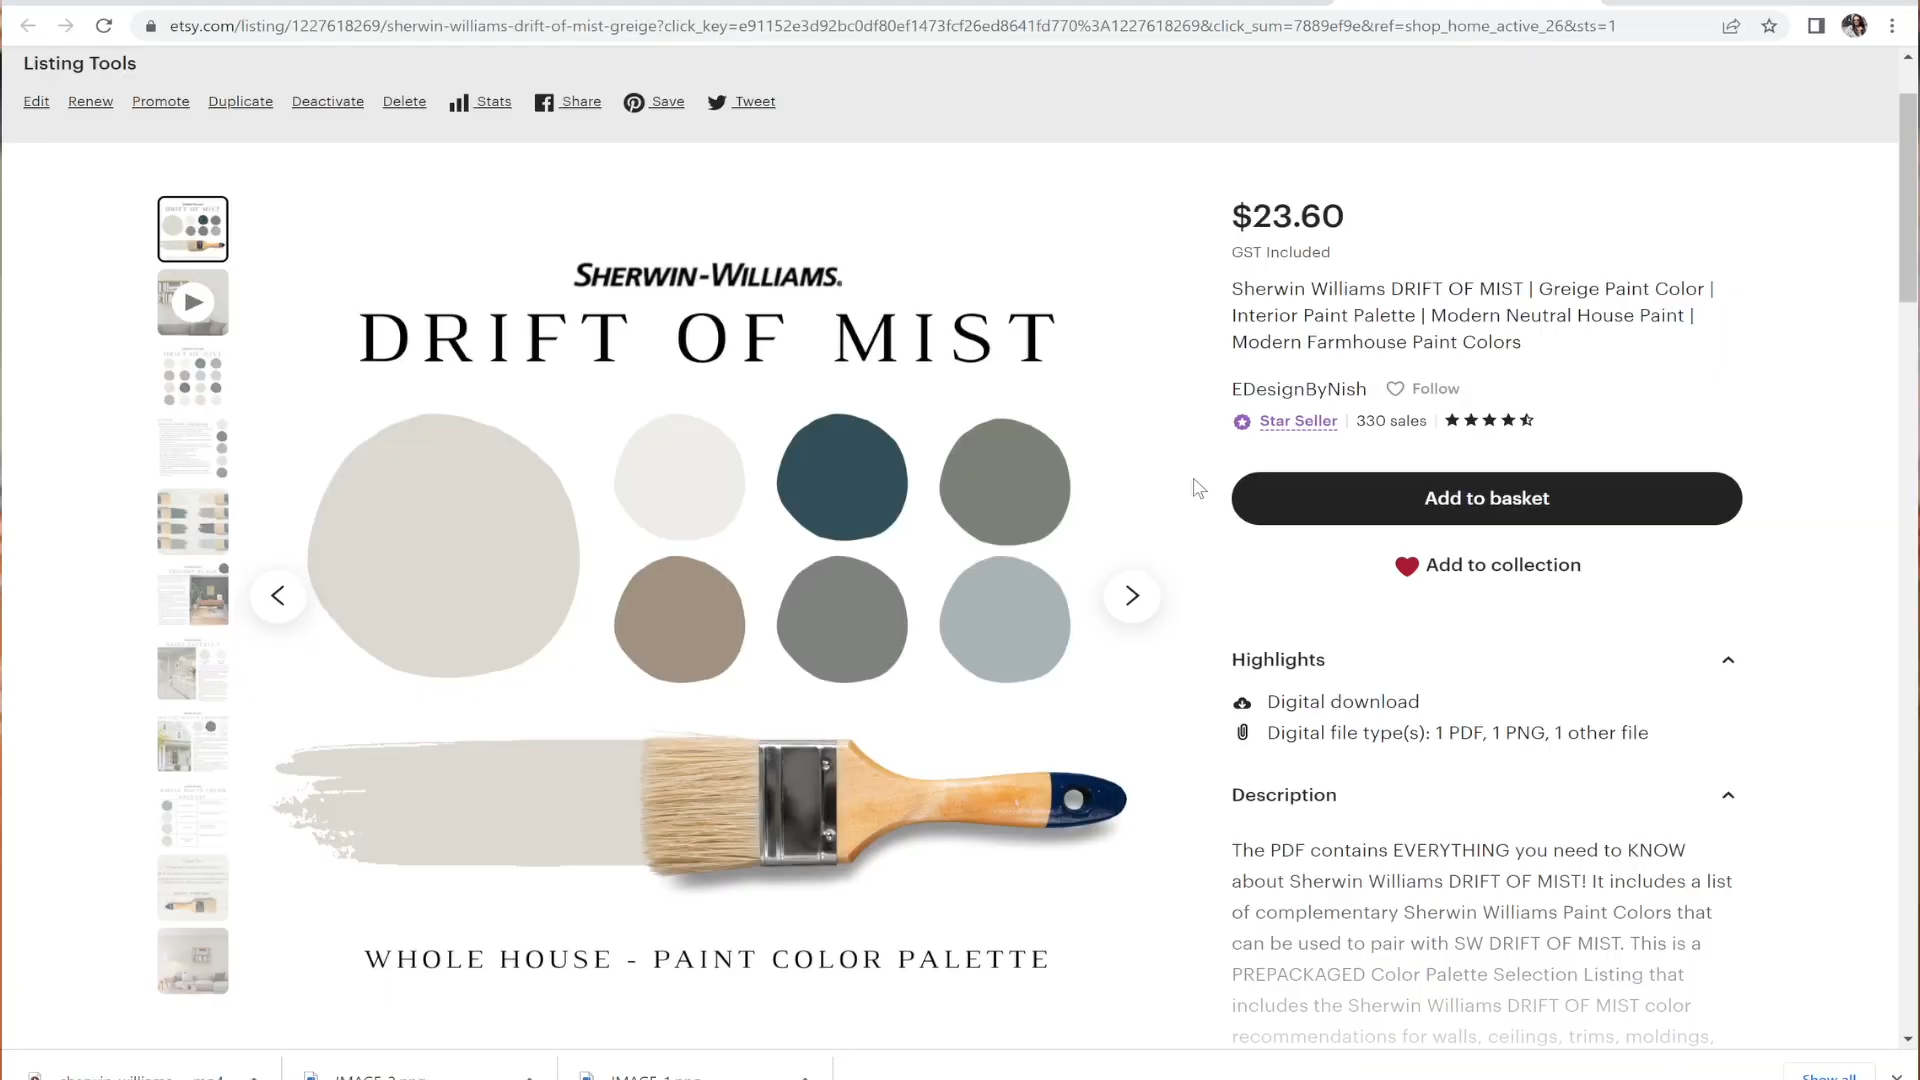 etsy.com/listing/1227618269/sherwin-williams-drift-of-mist-greige?click_key=e91152e3d92bc0df80ef1473fcf26ed8641fd770%3A1227618269&click_sum=7889ef9e&ref=shop_home_active_26&sts=1
Listing Tools
Edit Renew Promote Duplicate Deactivate Delete Stats Share Save Tweet
SHERWIN-WILLIAMS.
DRIFT OF MIST
WHOLE HOUSE - PAINT COLOR PALETTE
$23.60
GST Included
Sherwin Williams DRIFT OF MIST | Greige Paint Color |
Interior Paint Palette | Modern Neutral House Paint |
Modern Farmhouse Paint Colors
EDesignByNish Follow
Star Seller 330 sales
Add to basket
Add to collection
Highlights
Digital download
Digital file type(s): 1 PDF, 1 PNG, 1 other file
Description
The PDF contains EVERYTHING you need to KNOW
about Sherwin Williams DRIFT OF MIST! It includes a list
of complementary Sherwin Williams Paint Colors that
can be used to pair with SW DRIFT OF MIST. This is a
PREPACKAGED Color Palette Selection Listing that
includes the Sherwin Williams DRIFT OF MIST color
recommendations for walls, ceilings, trims, moldings,
Show all